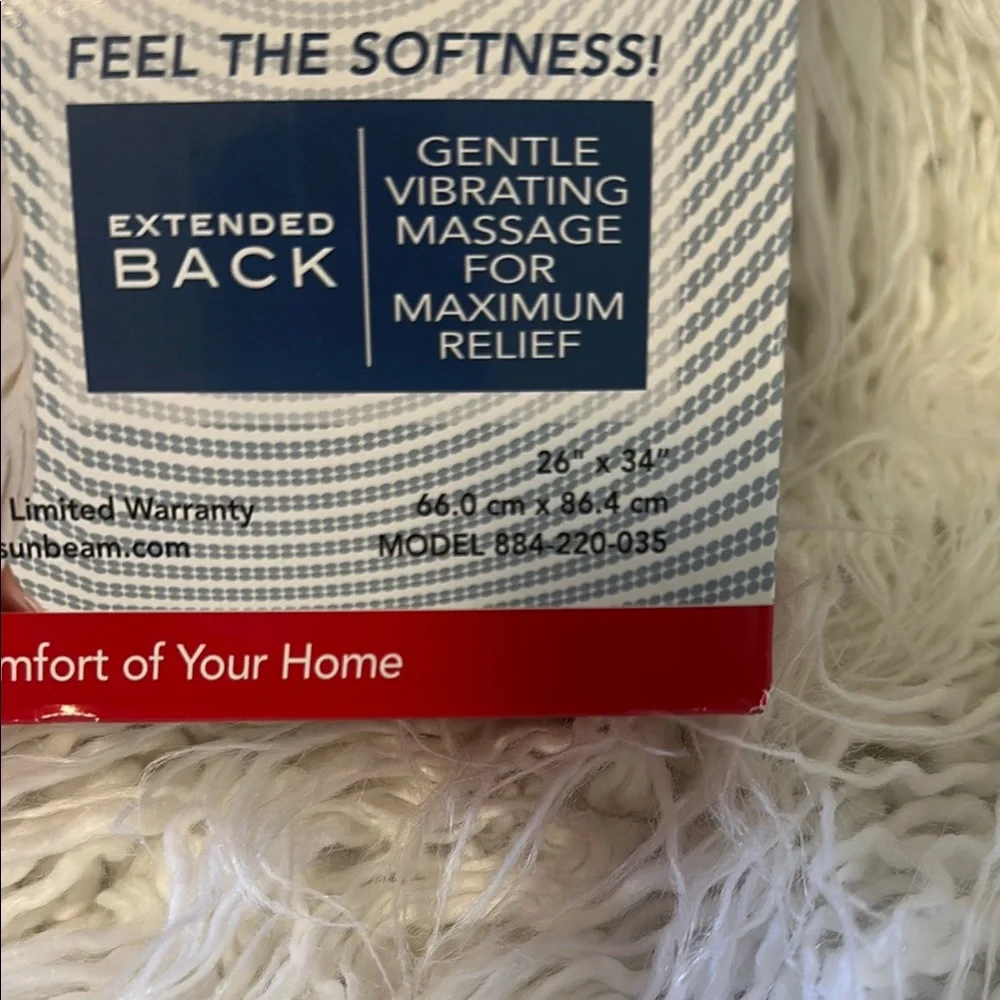 FEEL THE SOFTNESS!
EXTENDED
BACK
GENTLE
VIBRATING
MASSAGE
FOR
MAXIMUM
RELIEF
26" x 34"
66.0 cm x 86.4 cm
MODEL 884-220-035
Limited Warranty
sunbeam.com
mfort of Your Home